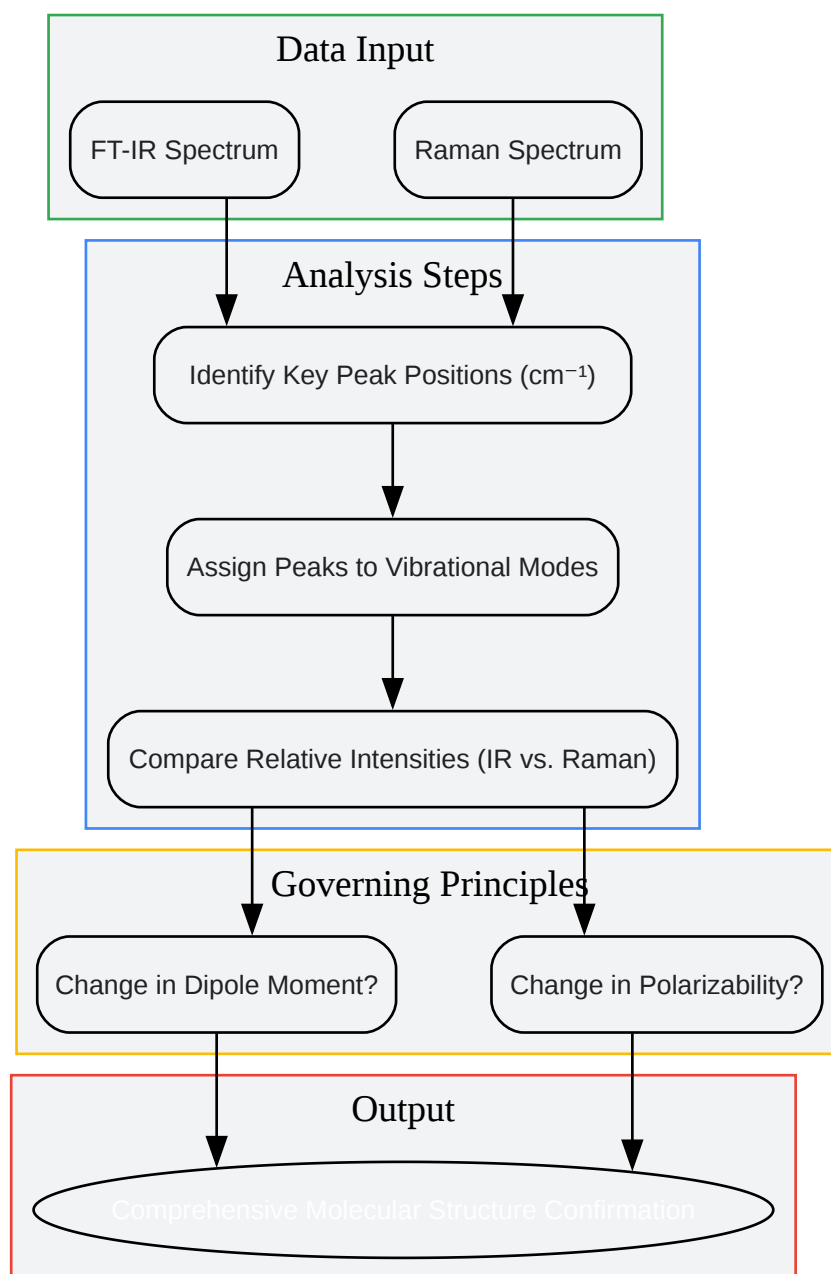 Data Input
FT-IR Spectrum
Raman Spectrum
Analysis Steps
Identify Key Peak Positions (cm⁻¹)
Assign Peaks to Vibrational Modes
Compare Relative Intensities (IR vs. Raman)
Governing Principles
Change in Dipole Moment?
Change in Polarizability?
Output
Comprehensive Molecular Structure Confirmation